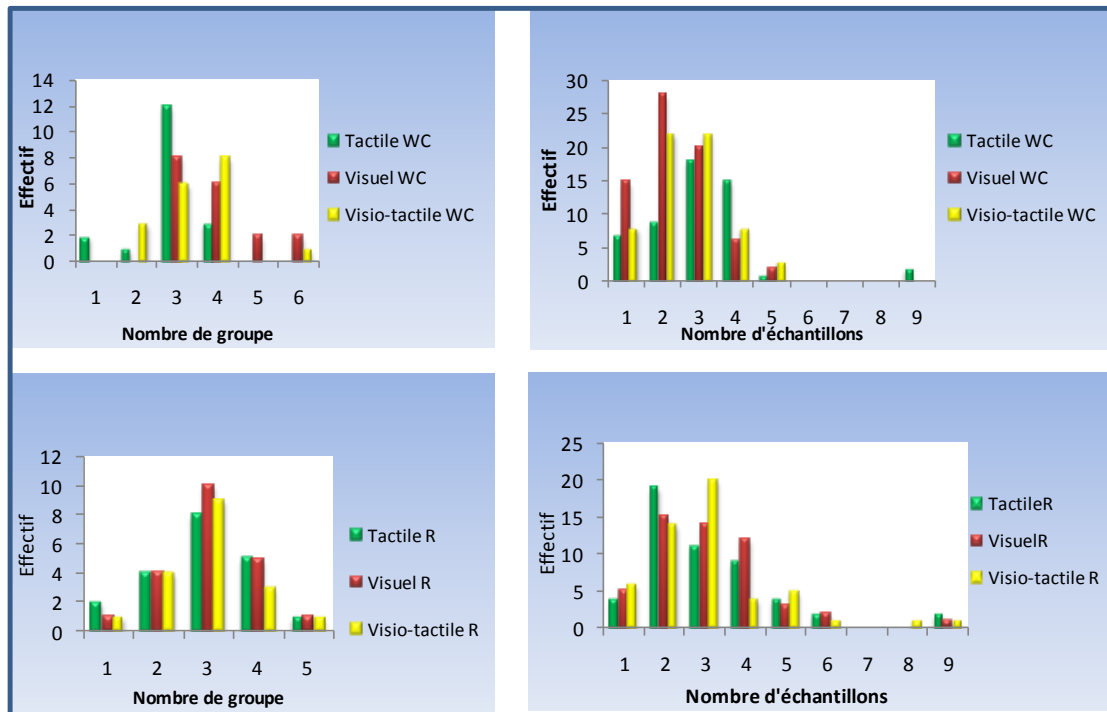 14
12
10
8
6
4
2
0
Effectif
1 2 3 4 5 6
Nombre de groupe
Tactile WC
Visuel WC
Visio-tactile WC
30
25
20
15
10
5
0
Effectif
1 2 3 4 5 6 7 8 9
Nombre d'échantillons
Tactile WC
Visuel WC
Visio-tactile WC
12
10
8
6
4
2
0
Effectif
1 2 3 4 5
Nombre de groupe
Tactile R
Visuel R
Visio-tactile R
25
20
15
10
5
0
Effectif
1 2 3 4 5 6 7 8 9
Nombre d'échantillons
TactileR
VisuelR
Visio-tactile R